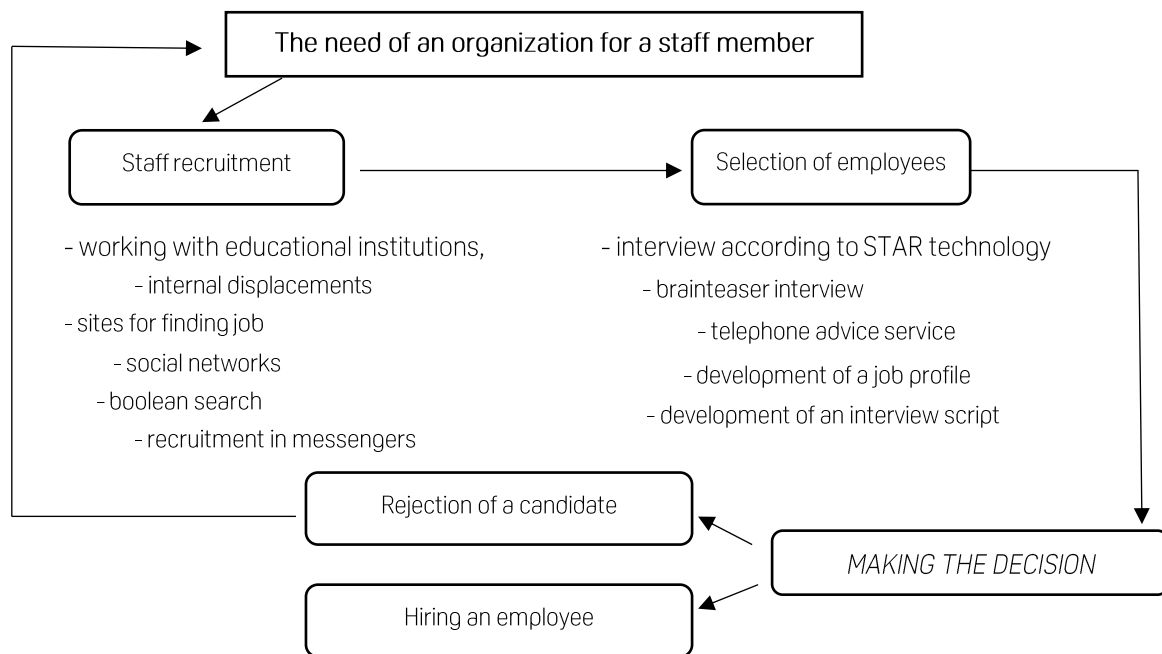 The need of an organization for a staff member
Staff recruitment
Selection of employees
- working with educational institutions,
- internal displacements
- sites for finding job
- social networks
- boolean search
- recruitment in messengers
- interview according to STAR technology
- brainteaser interview
- telephone advice service
- development of a job profile
- development of an interview script
Rejection of a candidate
MAKING THE DECISION
Hiring an employee